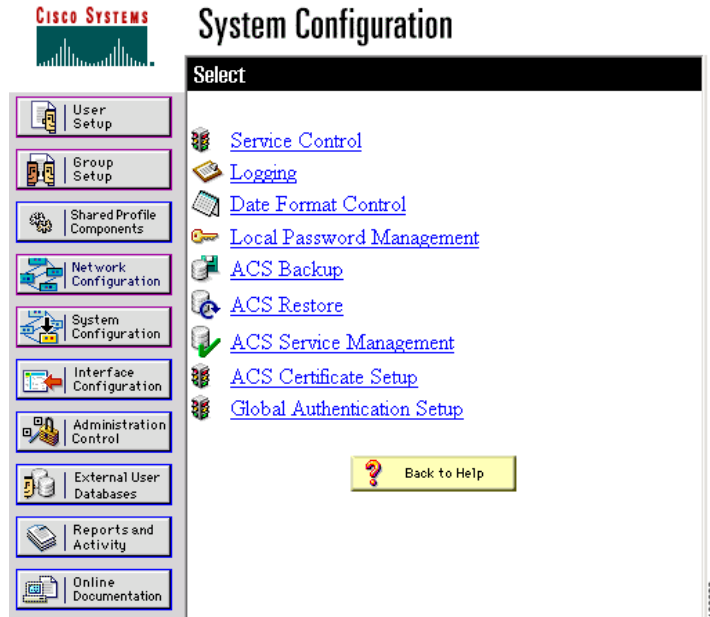 CISCO SYSTEMS
System Configuration
Select
User
Setup
Group
Setup
Shared Profile
Components
Network
Configuration
System
Configuration
Interface
Configuration
Administration
Control
External User
Databases
Reports and
Activity
Online
Documentation
Service Control
Logging
Date Format Control
Local Password Management
ACS Backup
ACS Restore
ACS Service Management
ACS Certificate Setup
Global Authentication Setup
Back to Help